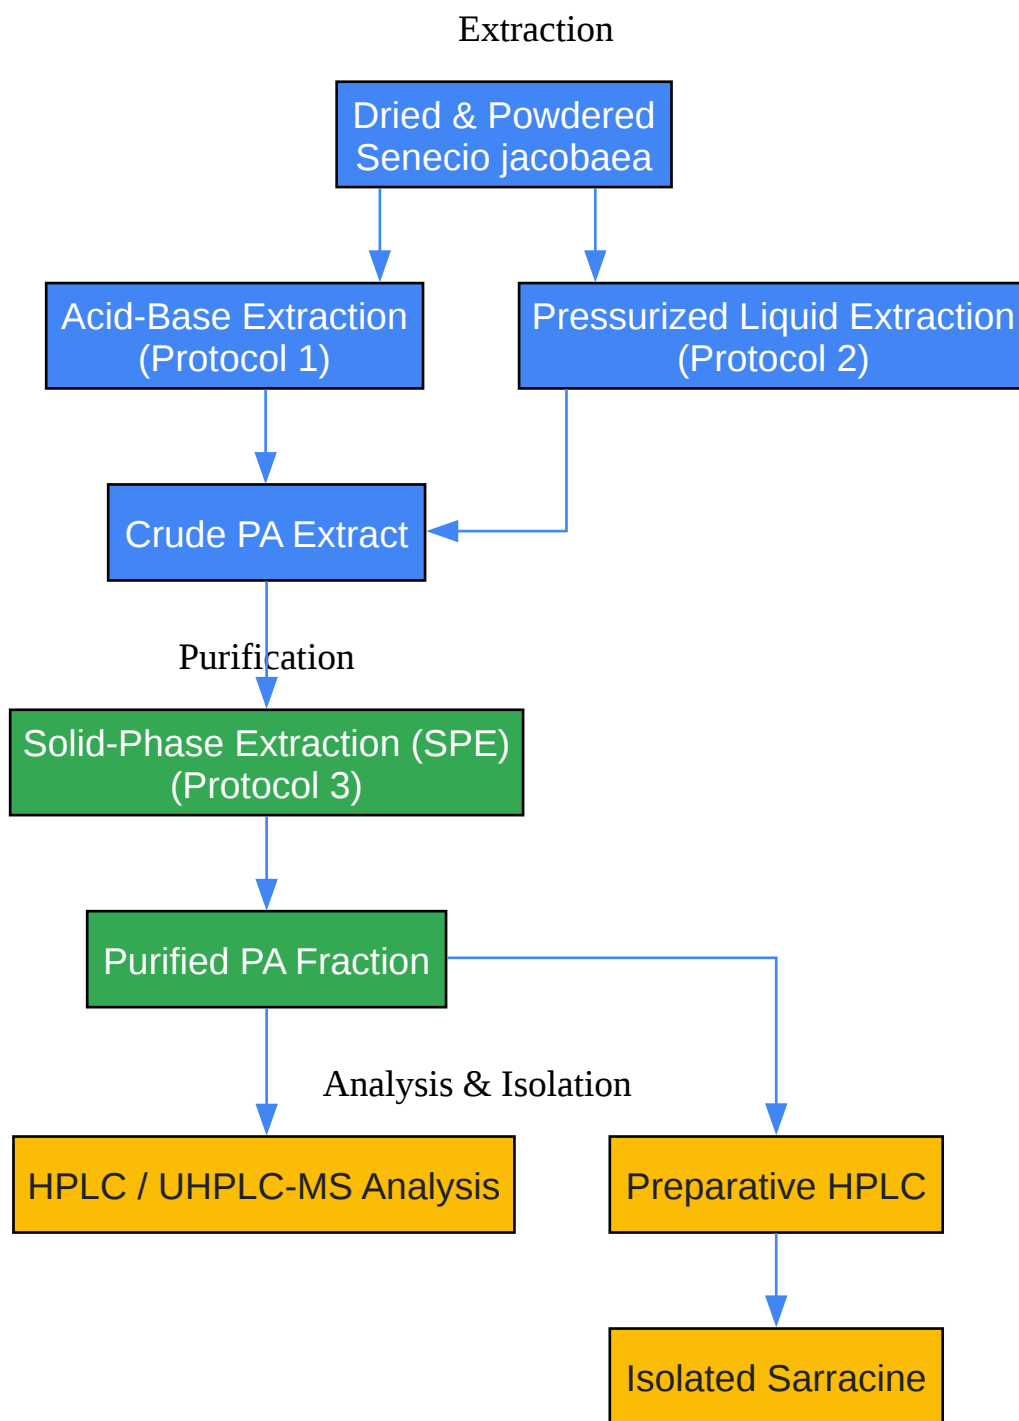 Extraction
Dried & Powdered
Senecio jacobaea
Acid-Base Extraction
(Protocol 1)
Pressurized Liquid Extraction
(Protocol 2)
Crude PA Extract
Purification
Solid-Phase Extraction (SPE)
(Protocol 3)
Purified PA Fraction
Analysis & Isolation
HPLC / UHPLC-MS Analysis
Preparative HPLC
Isolated Sarracine